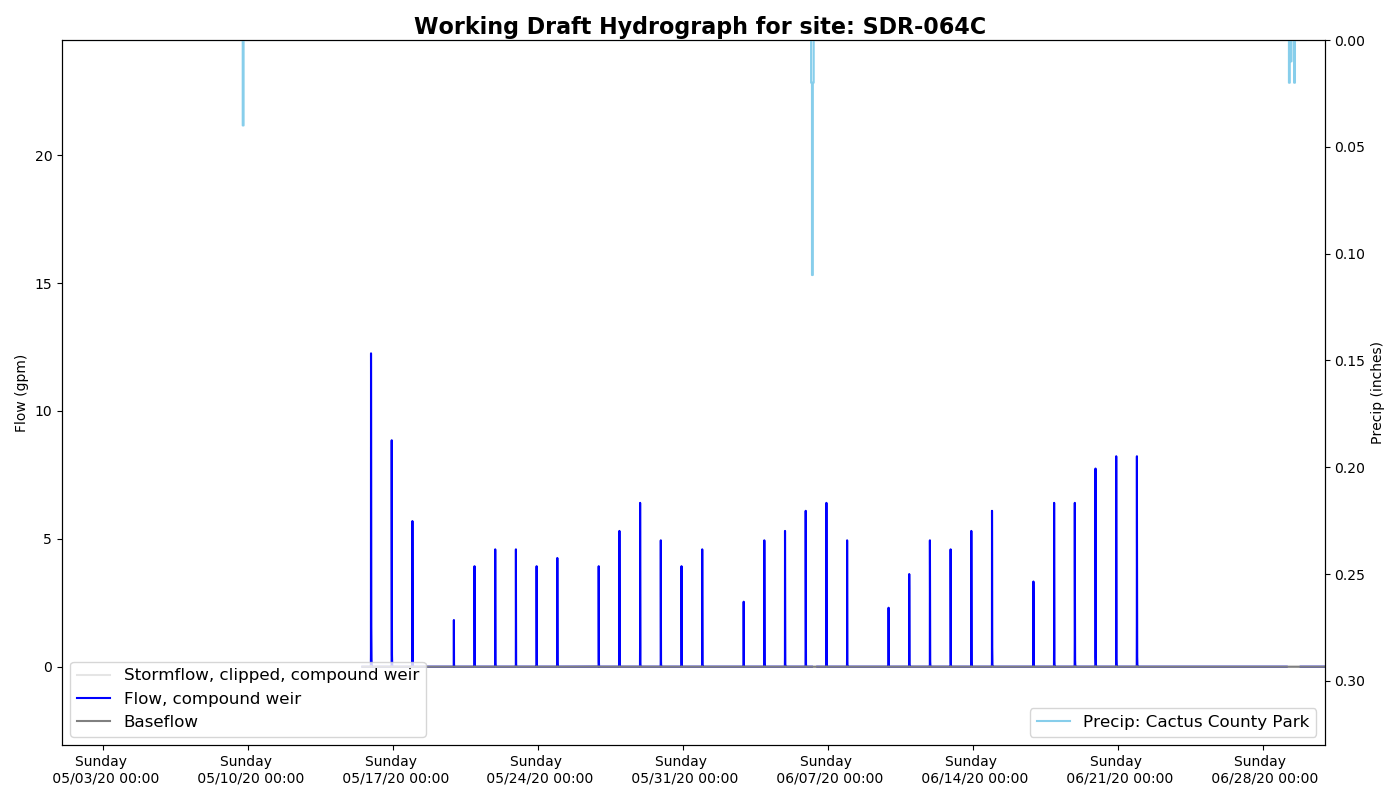 Working Draft Hydrograph for site: SDR-064C
0.00
0.05
0.10
0.15
0.20
0.25
0.30
Precip (inches)
20
15
10
5
0
Flow (gpm)
Stormflow, clipped, compound weir
Flow, compound weir
Baseflow
Precip: Cactus County Park
Sunday
05/03/20 00:00
Sunday
05/10/20 00:00
Sunday
05/17/20 00:00
Sunday
05/24/20 00:00
Sunday
05/31/20 00:00
Sunday
06/07/20 00:00
Sunday
06/14/20 00:00
Sunday
06/21/20 00:00
Sunday
06/28/20 00:00